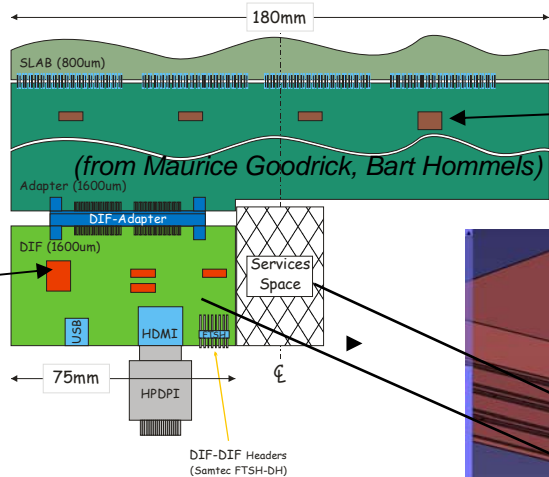 180mm
SLAB (800um)
(from Maurice Goodrick, Bart Hommels)
Adapter (1600um)
DIF-Adapter
DIF (1600um)
Services
Space
USB
HDMI
FTSH
75mm
HPDPI
℄
DIF-DIF Headers
(Samtec FTSH-DH)